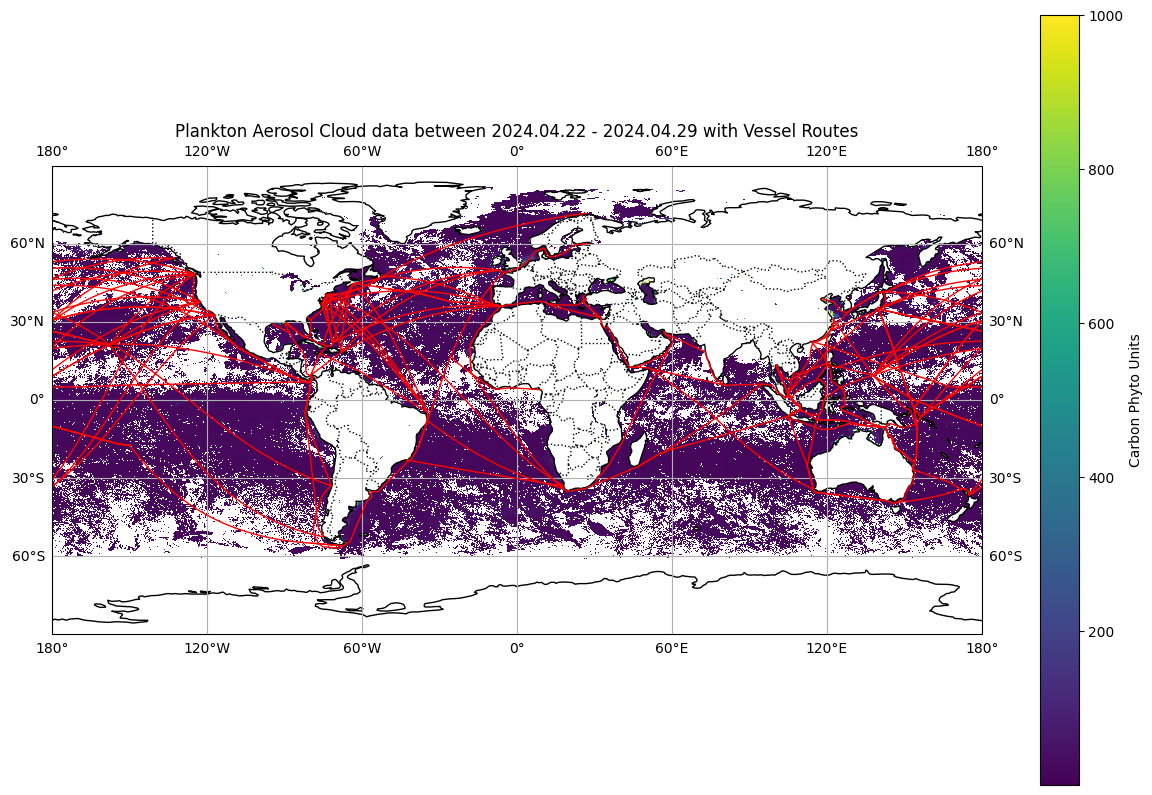 Plankton Aerosol Cloud data between 2024.04.22 - 2024.04.29 with Vessel Routes
180° 120°W 60°W 0° 60°E 120°E 180°
60°N 60°N
30°N 30°N
0° 0°
30°S 30°S
60°S 60°S
180° 120°W 60°W 0° 60°E 120°E 180°
1000
800
600
400
200
Carbon Phyto Units